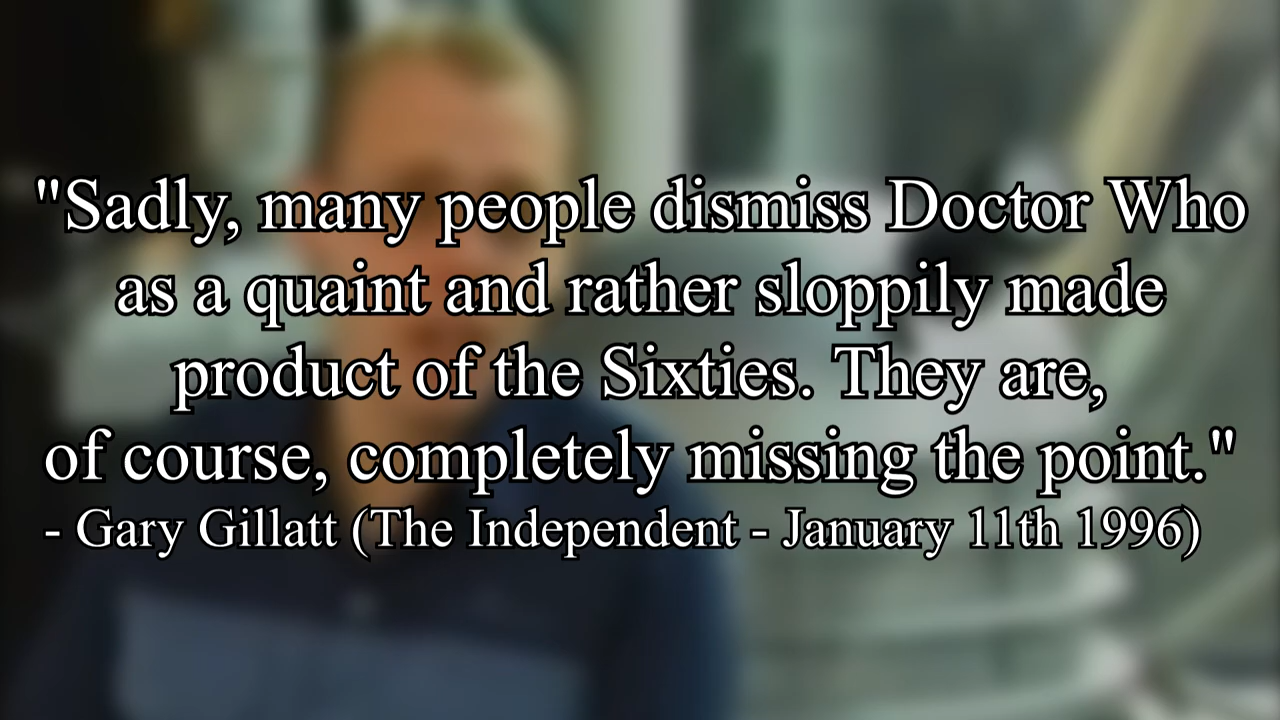 "Sadly, many people dismiss Doctor Who
as a quaint and rather sloppily made
product of the Sixties. They are,
of course, completely missing the point."
- Gary Gillatt (The Independent - January 11th 1996)